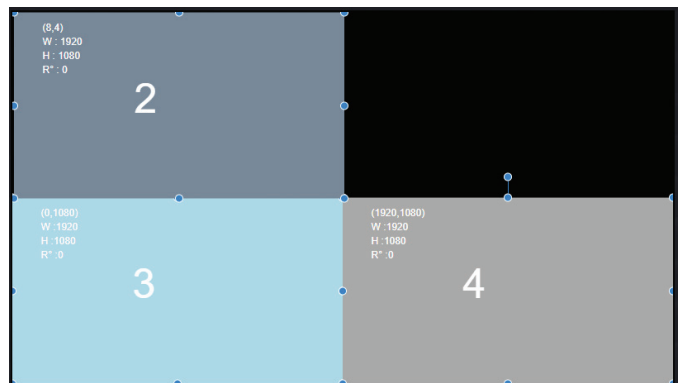 (8,4)
W : 1920
H : 1080
R° : 0
2
(0,1080)
W :1920
H :1080
R° :0
3
(1920,1080)
W :1920
H :1080
R° :0
4